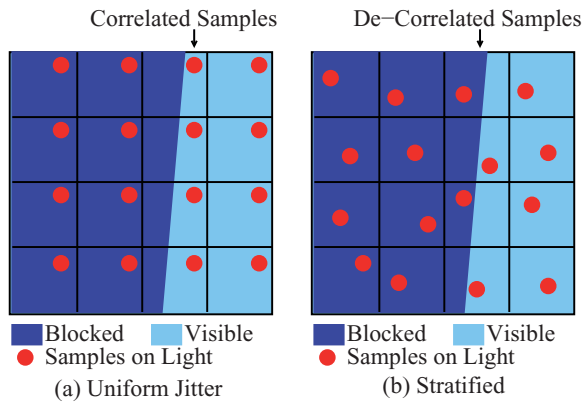 Correlated Samples
De−Correlated Samples
Blocked
Visible
Samples on Light
(a) Uniform Jitter
Blocked
Visible
Samples on Light
(b) Stratified